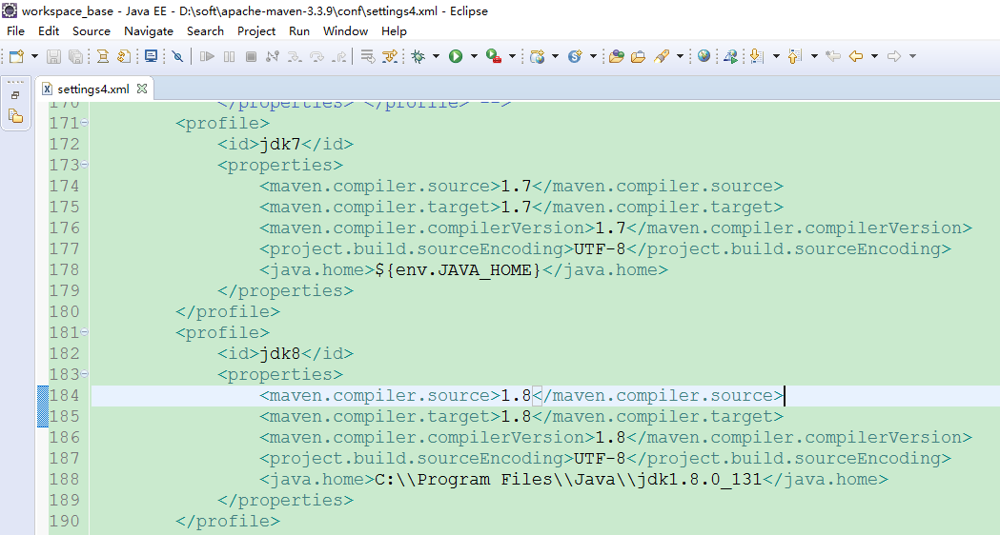 workspace_base - Java EE - D:\soft\apache-maven-3.3.9\conf\settings4.xml - Eclipse
File Edit Source Navigate Search Project Run Window Help
settings4.xml
170 </properties> </profile> -->
171 <profile>
172 <id>jdk7</id>
173 <properties>
174 <maven.compiler.source>1.7</maven.compiler.source>
175 <maven.compiler.target>1.7</maven.compiler.target>
176 <maven.compiler.compilerVersion>1.7</maven.compiler.compilerVersion>
177 <project.build.sourceEncoding>UTF-8</project.build.sourceEncoding>
178 <java.home>${env.JAVA_HOME}</java.home>
179 </properties>
180 </profile>
181 <profile>
182 <id>jdk8</id>
183 <properties>
184 <maven.compiler.source>1.8</maven.compiler.source>
185 <maven.compiler.target>1.8</maven.compiler.target>
186 <maven.compiler.compilerVersion>1.8</maven.compiler.compilerVersion>
187 <project.build.sourceEncoding>UTF-8</project.build.sourceEncoding>
188 <java.home>C:\\Program Files\\Java\\jdk1.8.0_131</java.home>
189 </properties>
190 </profile>